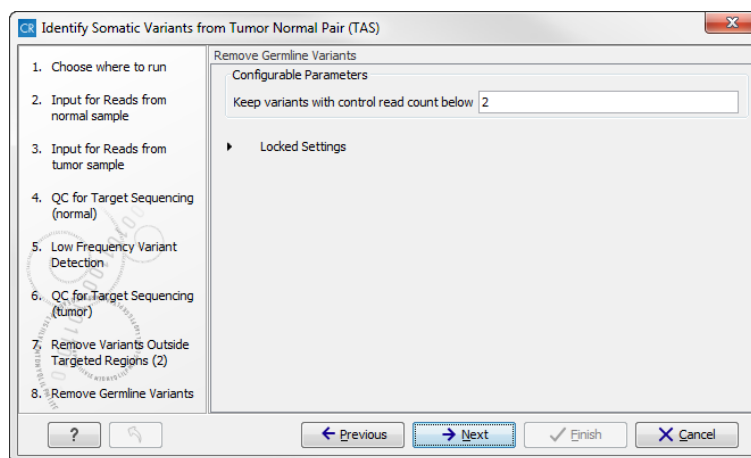 CR Identify Somatic Variants from Tumor Normal Pair (TAS)
X
1. Choose where to run
2. Input for Reads from
normal sample
3. Input for Reads from
tumor sample
4. QC for Target Sequencing
(normal)
5. Low Frequency Variant
Detection
6. QC for Target Sequencing
(tumor)
7. Remove Variants Outside
Targeted Regions (2)
8. Remove Germline Variants
Remove Germline Variants
Configurable Parameters
Keep variants with control read count below 2
Locked Settings
? Previous Next Finish Cancel